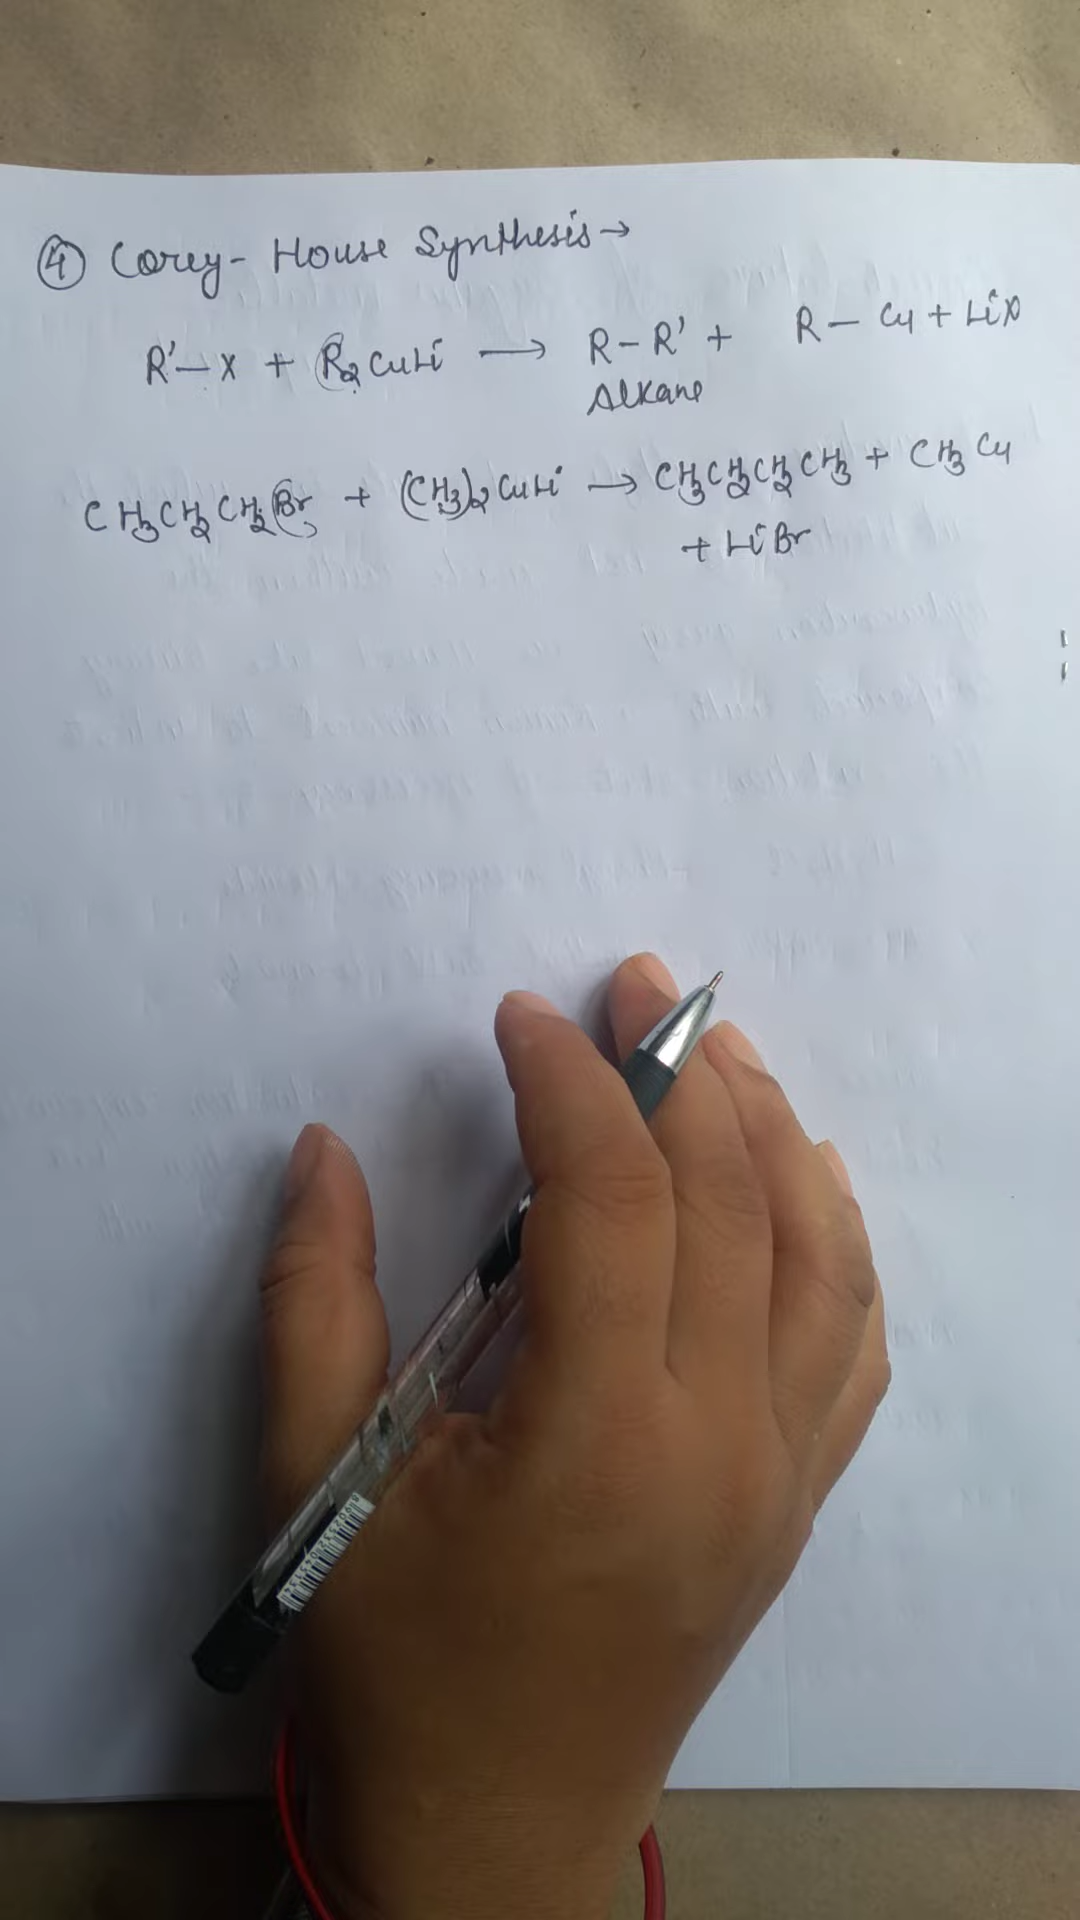 ④ Corey-House Synthesis →
R'—X + R₂CuLi ⟶ R-R' + R—Cu + LiX
Alkane
CH₃CH₂CH₂Br + (CH₃)₂CuLi → CH₃CH₂CH₂CH₃ + CH₃Cu
+ LiBr